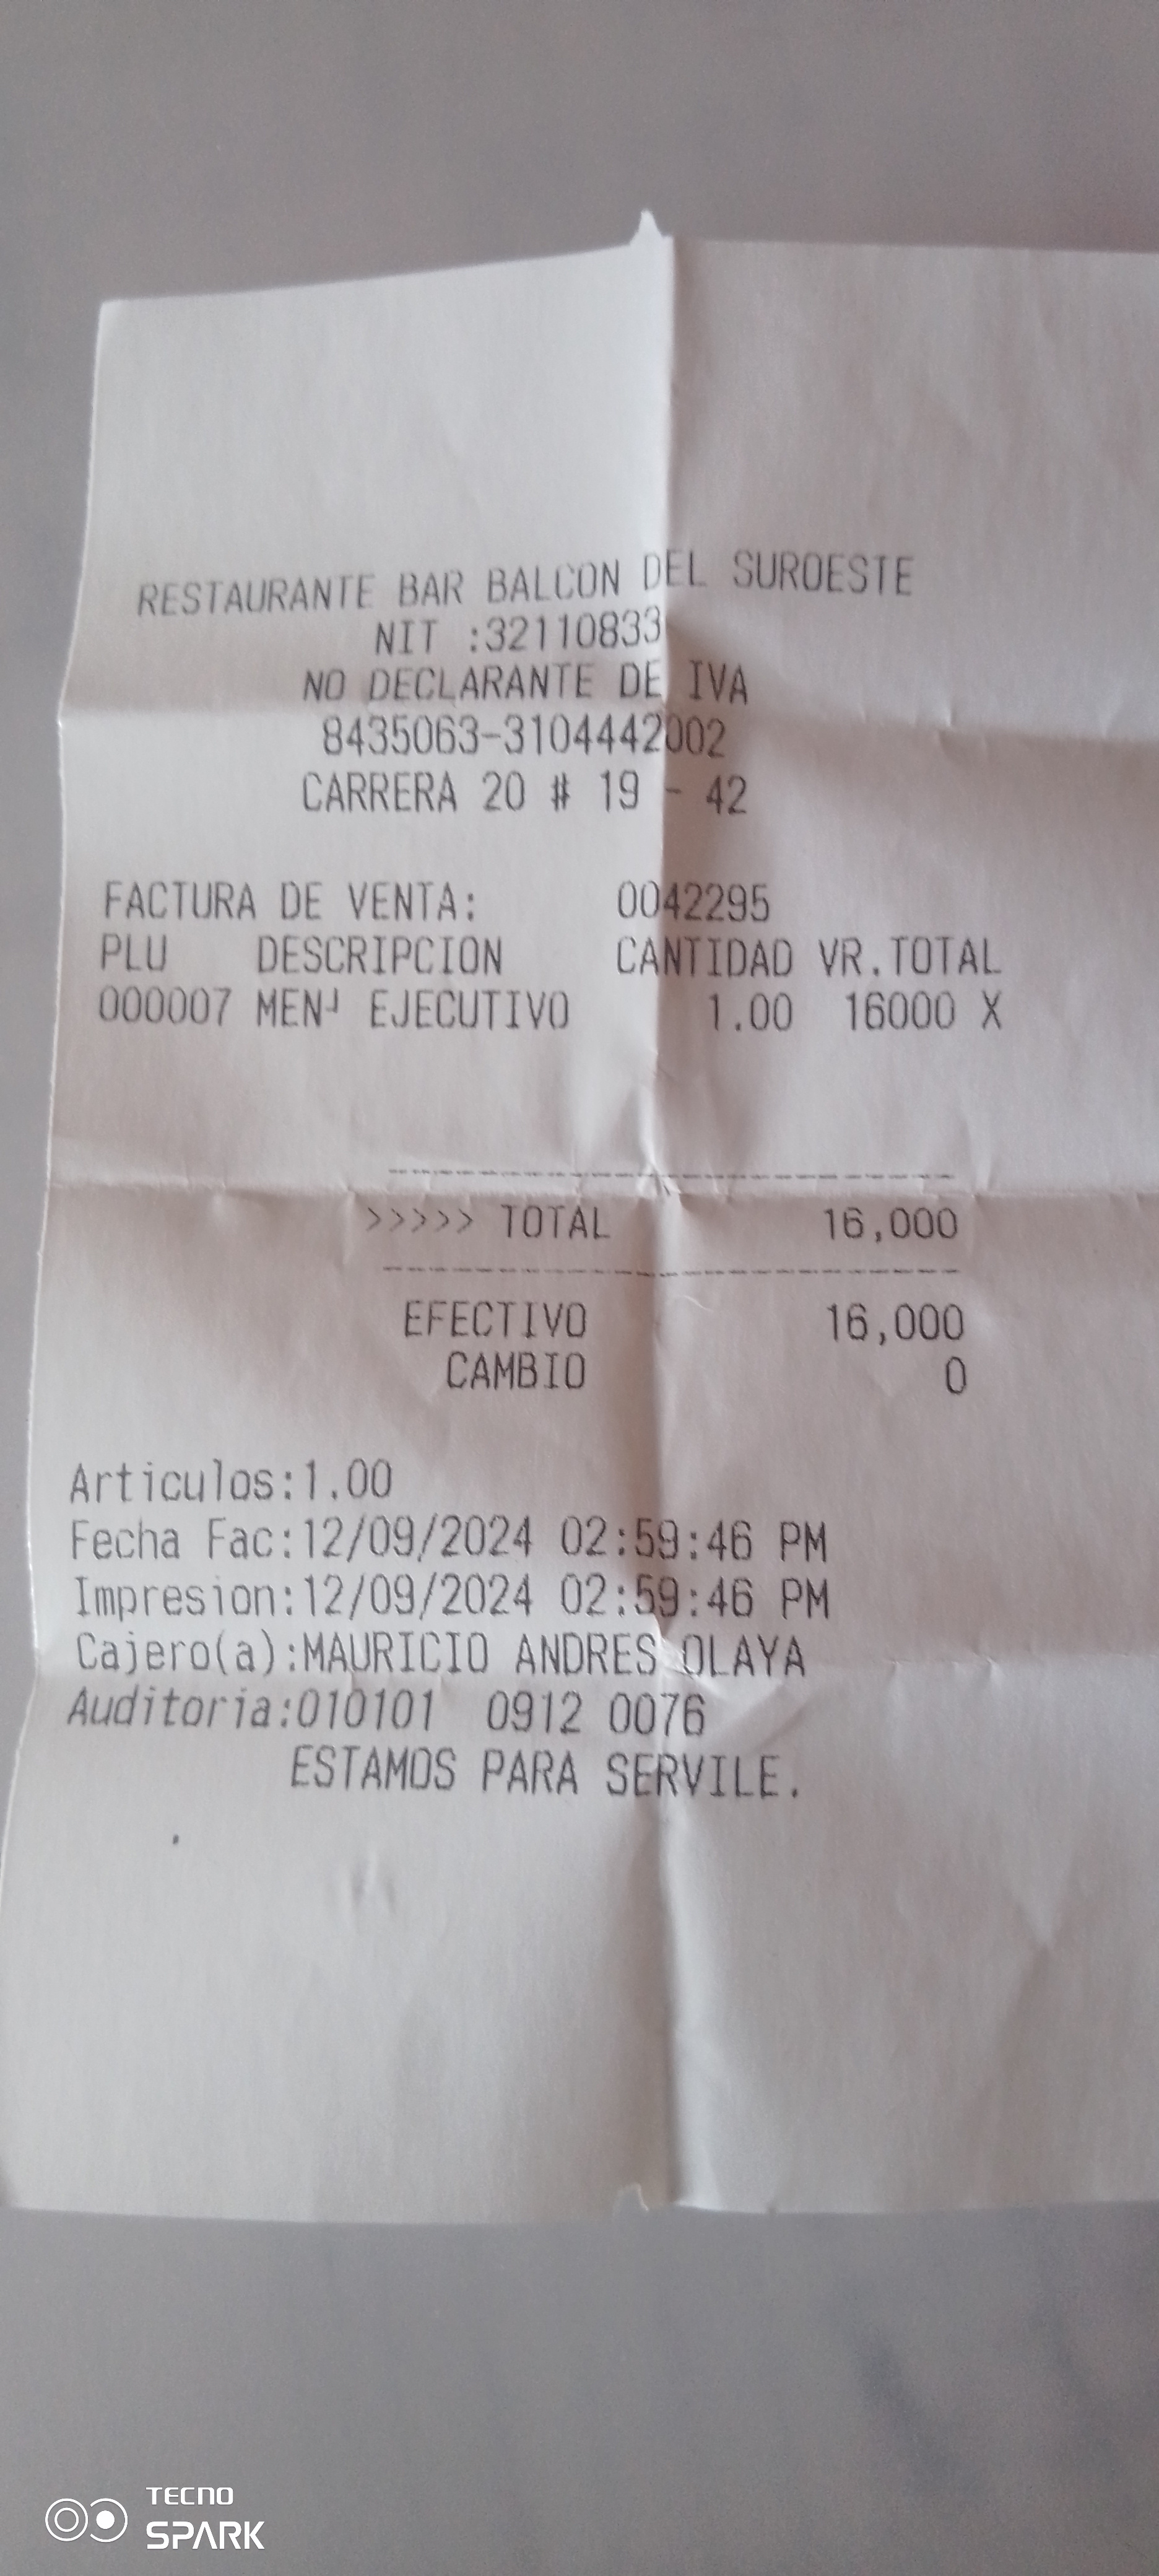 RESTAURANTE BAR BALCON DEL SUROESTE
NIT :32110833
NO DECLARANTE DE IVA
8435063-3104442002
CARRERA 20 # 19 - 42
FACTURA DE VENTA: 0042295
PLU DESCRIPCION CANTIDAD VR.TOTAL
000007 MEN┘ EJECUTIVO 1.00 16000 X
>>>>> TOTAL 16,000
EFECTIVO 16,000
CAMBIO 0
Articulos:1.00
Fecha Fac:12/09/2024 02:59:46 PM
Impresion:12/09/2024 02:59:46 PM
Cajero(a):MAURICIO ANDRES OLAYA
Auditoria:010101 0912 0076
ESTAMOS PARA SERVILE.
TECNO
SPARK